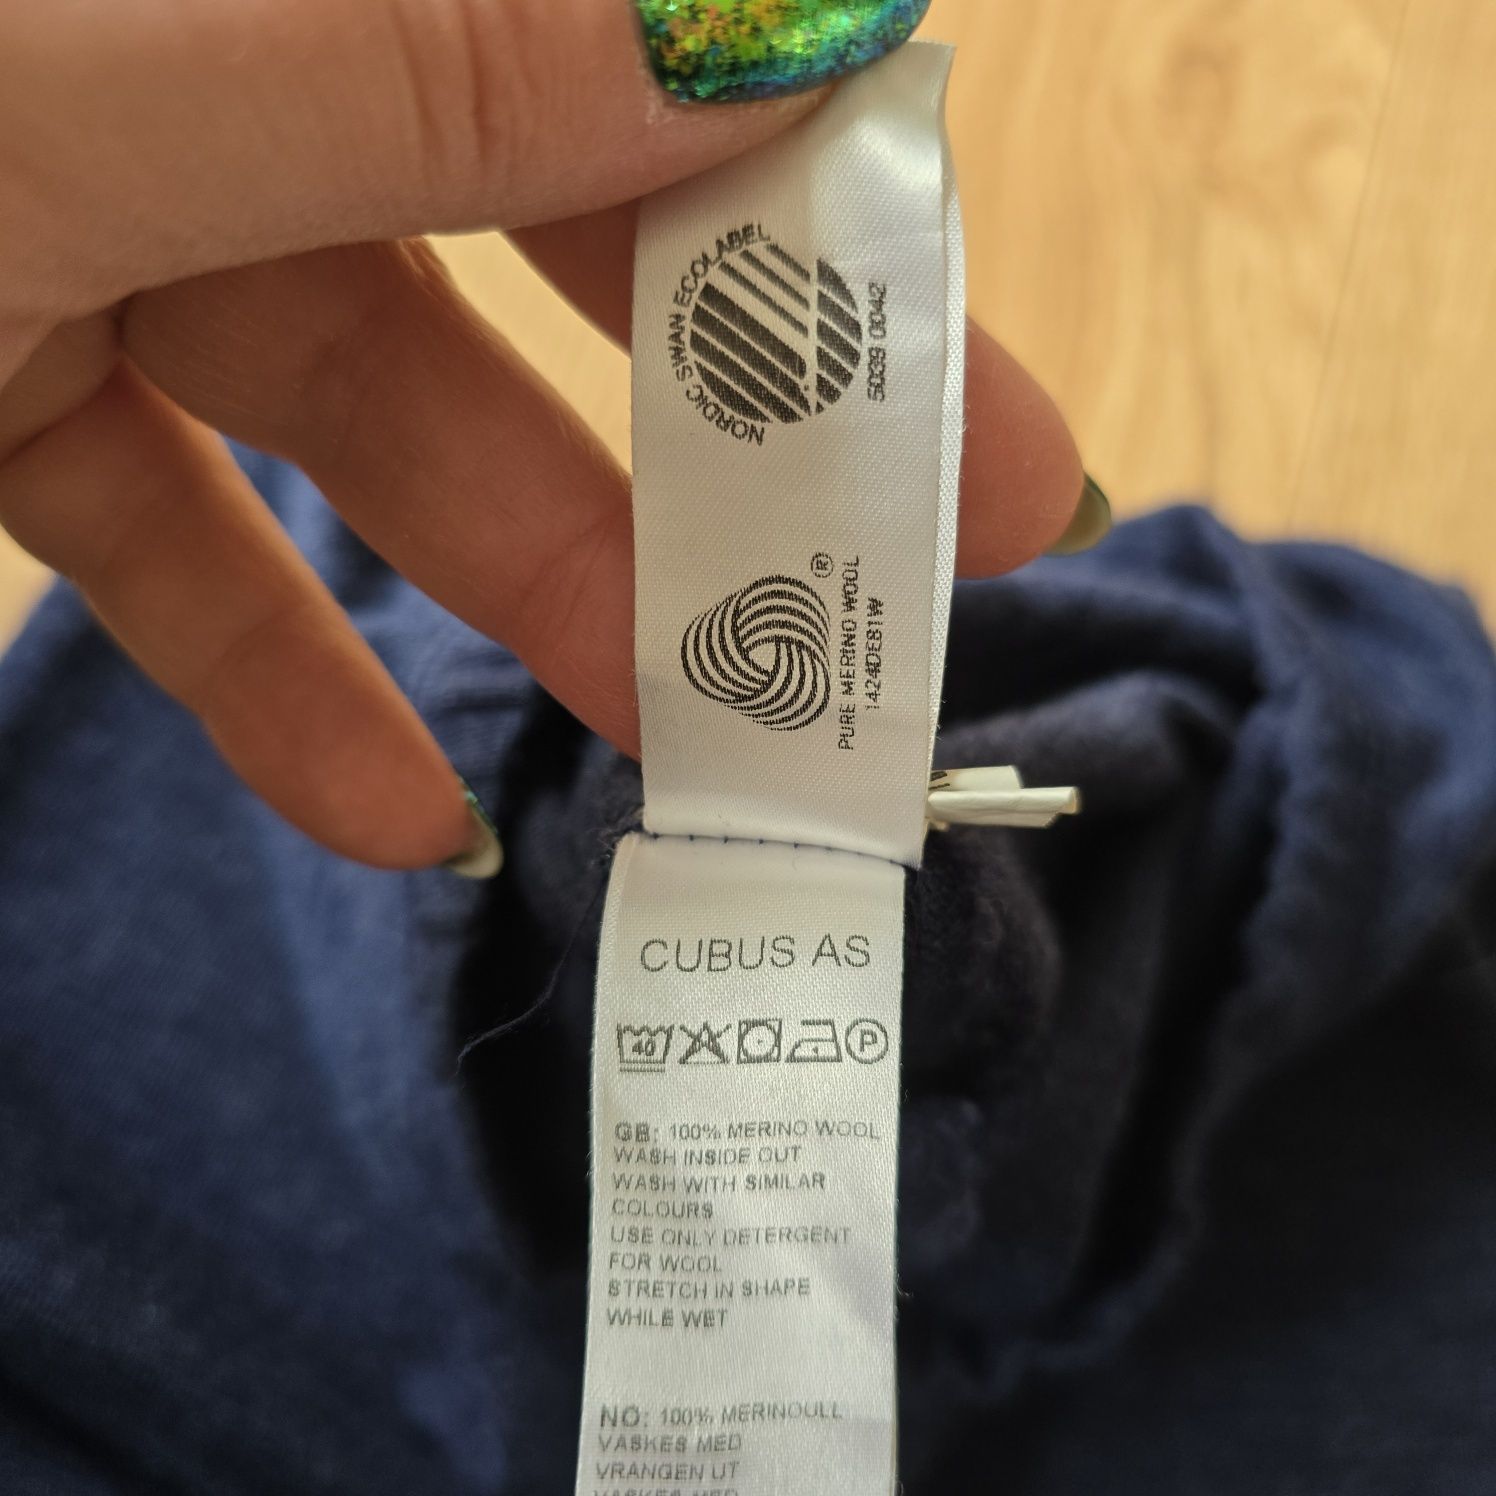 NORDIC SWAN ECOLABEL
5039 0042
®
PURE MERINO WOOL
1424DE81W
CUBUS AS
40
P
GB: 100% MERINO WOOL
WASH INSIDE OUT
WASH WITH SIMILAR
COLOURS
USE ONLY DETERGENT
FOR WOOL
STRETCH IN SHAPE
WHILE WET
NO: 100% MERINOULL
VASKES MED
VRANGEN UT